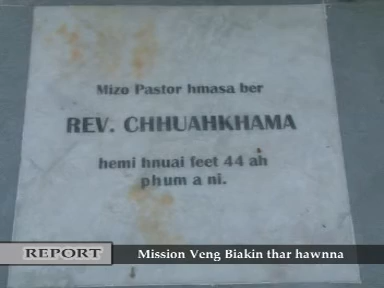 Mizo Pastor hmasa ber
REV. CHHUAHKHAMA
hemi hnuai feet 44 ah
phum a ni.
REPORT
Mission Veng Biakin thar hawnna